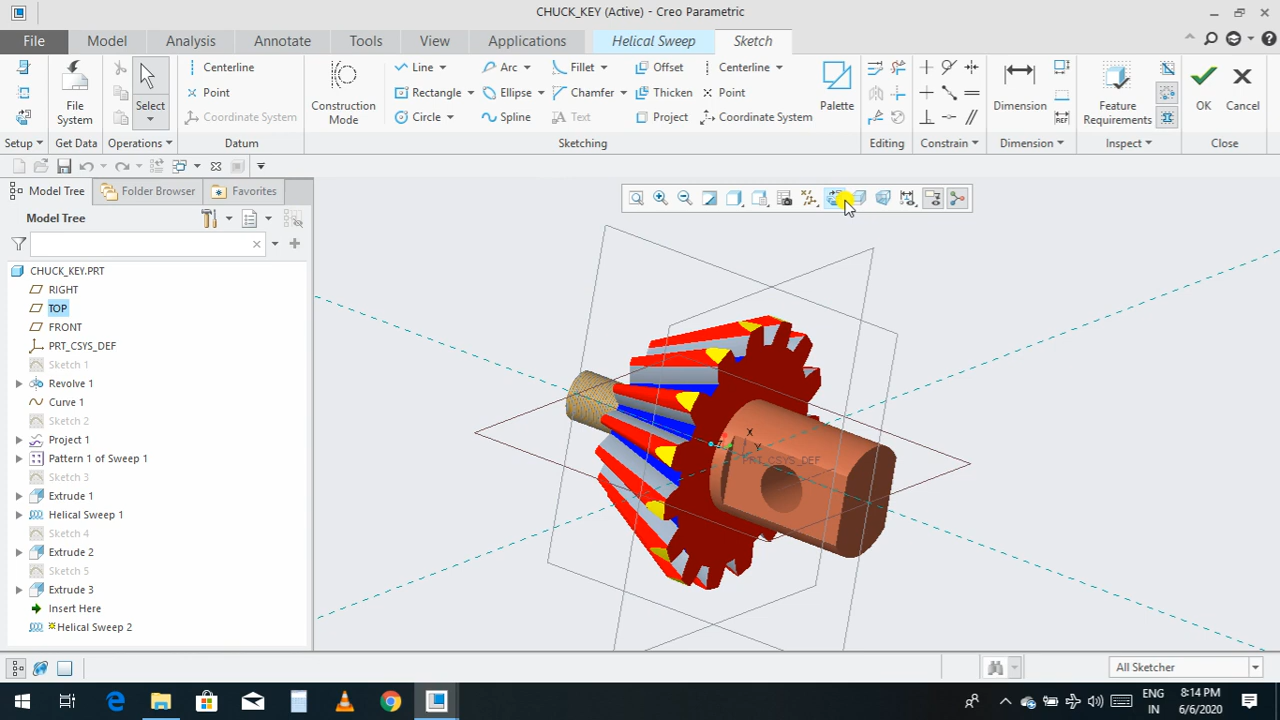 CHUCK_KEY (Active) - Creo Parametric
File Model Analysis Annotate Tools View Applications Helical Sweep Sketch
Centerline Line Arc Fillet Offset Centerline
Point Rectangle Ellipse Chamfer Thicken Point
Coordinate System Circle Spline Text Project Coordinate System
File System Select Construction Mode Palette Dimension Feature Requirements OK Cancel
Setup Get Data Operations Datum Sketching Editing Constrain Dimension Inspect Close
Model Tree Folder Browser Favorites
Model Tree
CHUCK_KEY.PRT
RIGHT
TOP
FRONT
PRT_CSYS_DEF
Sketch 1
Revolve 1
Curve 1
Sketch 2
Project 1
Pattern 1 of Sweep 1
Sketch 3
Extrude 1
Helical Sweep 1
Sketch 4
Extrude 2
Sketch 5
Extrude 3
Insert Here
Helical Sweep 2
X
Y
Z
PRT_CSYS_DEF
All Sketcher
ENG
IN
8:14 PM
6/6/2020